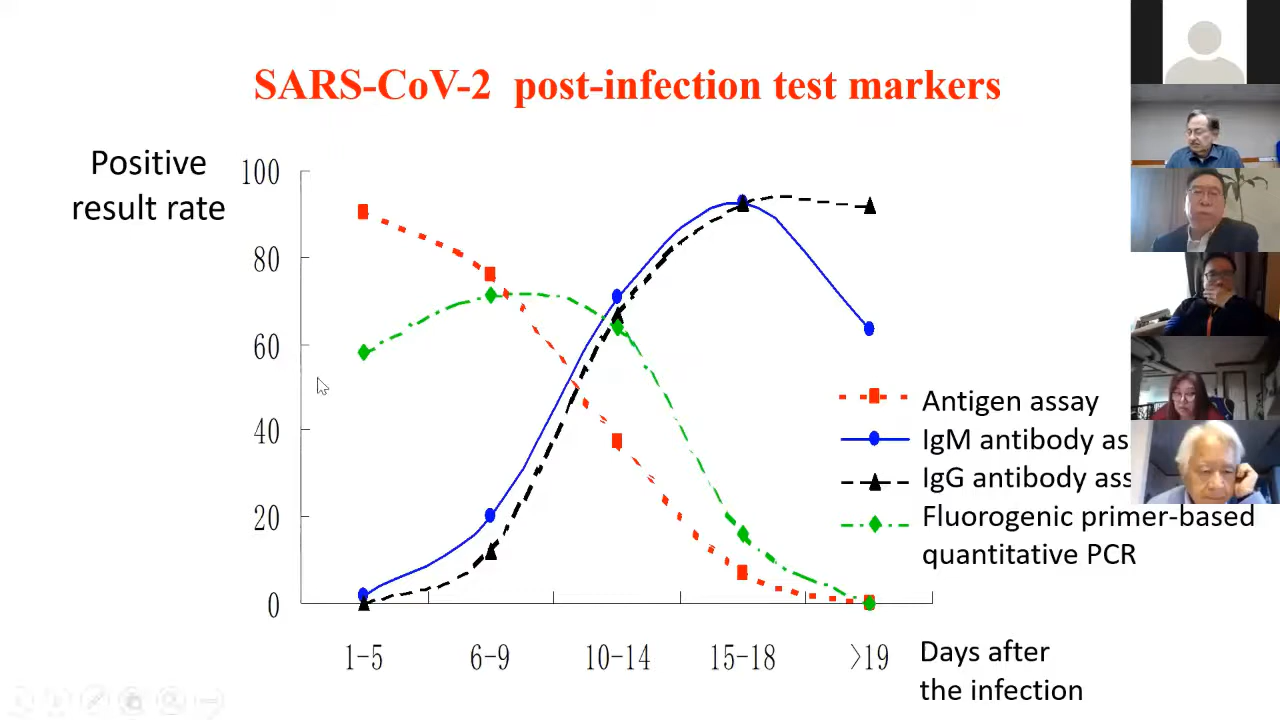 SARS-CoV-2 post-infection test markers
Positive
result rate
100
80
60
40
20
0
1-5
6-9
10-14
15-18
>19
Days after
the infection
Antigen assay
IgM antibody as
IgG antibody ass
Fluorogenic primer-based
quantitative PCR